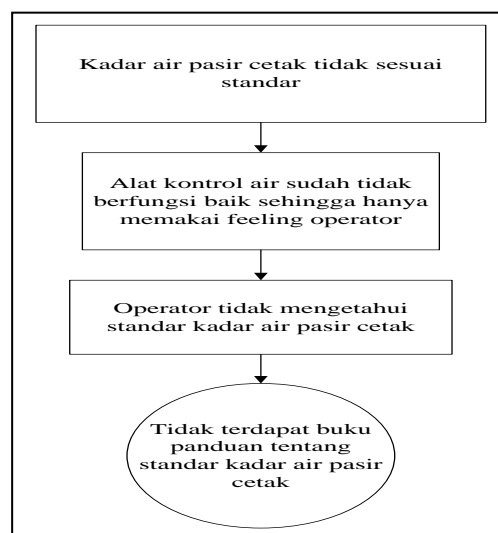 Kadar air pasir cetak tidak sesuai
standar
Alat kontrol air sudah tidak
berfungsi baik sehingga hanya
memakai feeling operator
Operator tidak mengetahui
standar kadar air pasir cetak
Tidak terdapat buku
panduan tentang
standar kadar air pasir
cetak